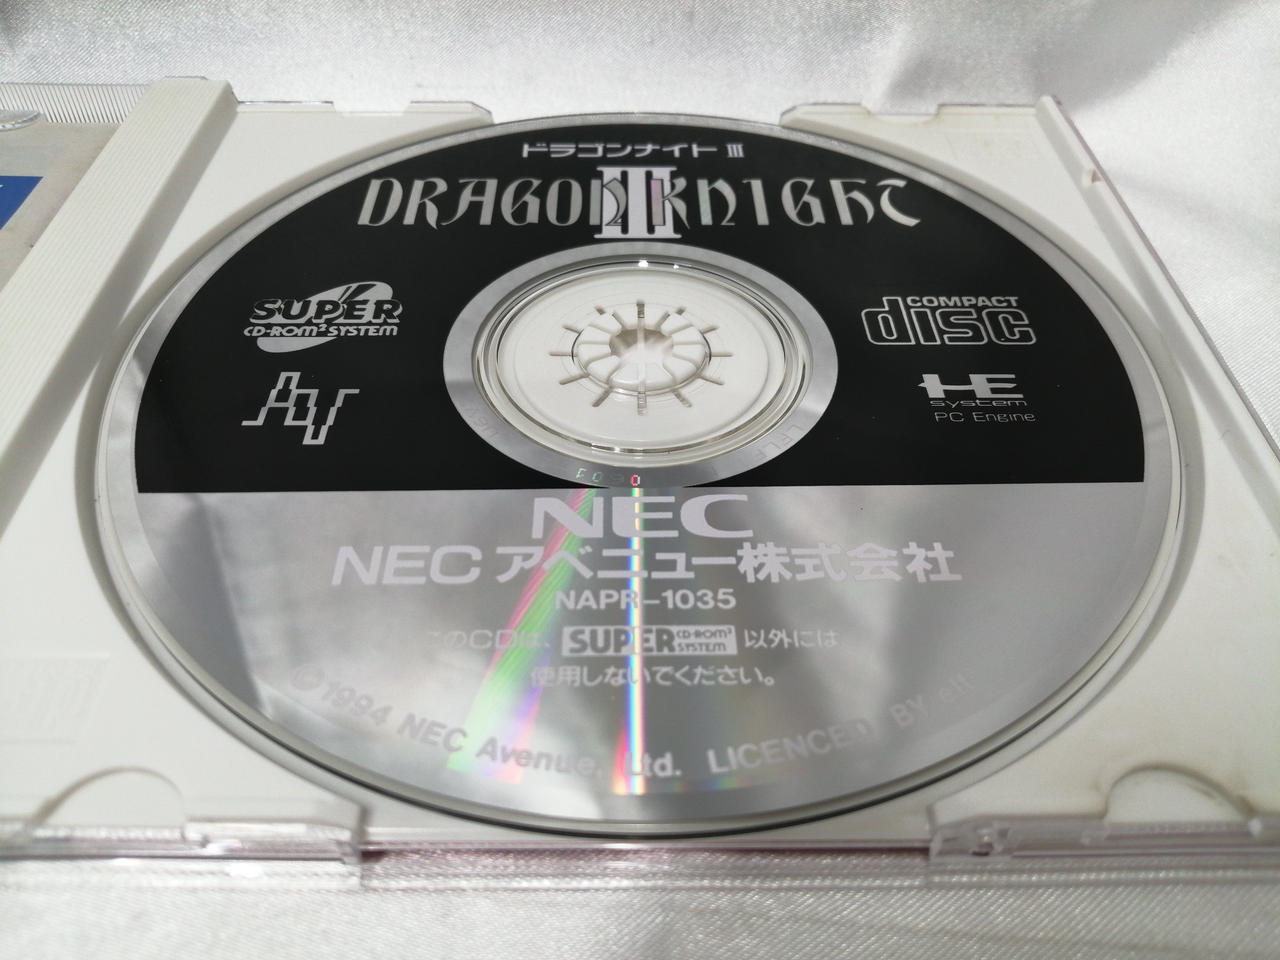 ドラゴンナイト III
DRAGON KNIGHT
III
SUPER
CD-ROM² SYSTEM
COMPACT
disc
HE
system
PC Engine
NEC
NECアベニュー株式会社
NAPR-1035
このCDは、SUPER CD-ROM² SYSTEM 以外には
使用しないでください。
©1994 NEC Avenue, Ltd. LICENCED BY elf